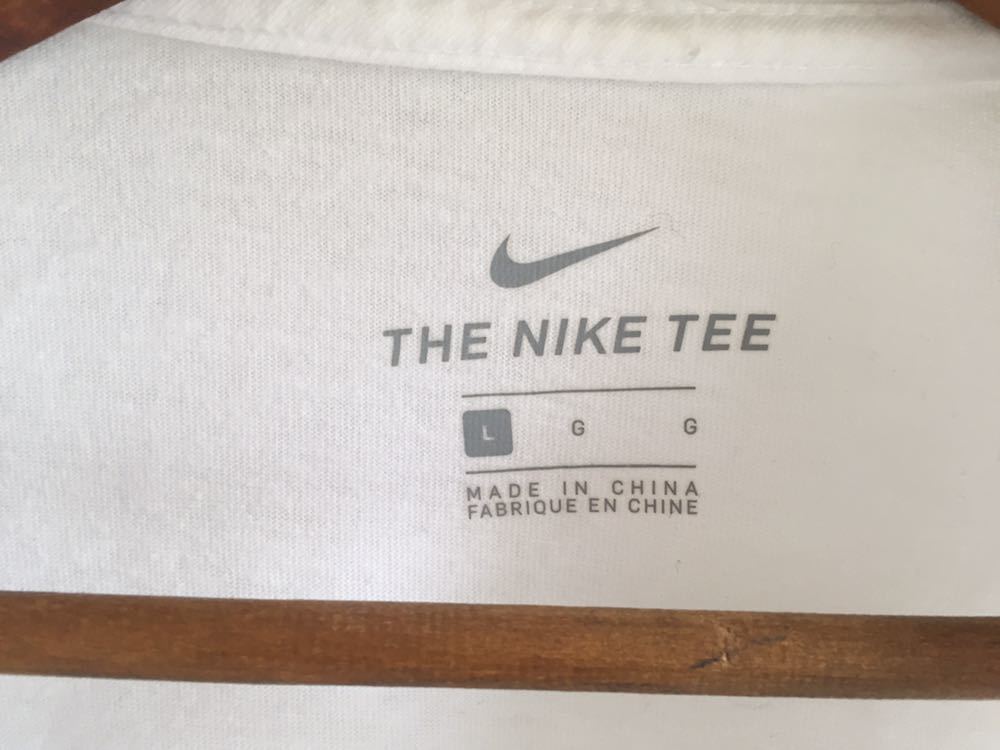 THE NIKE TEE
L G G
MADE IN CHINA
FABRIQUE EN CHINE